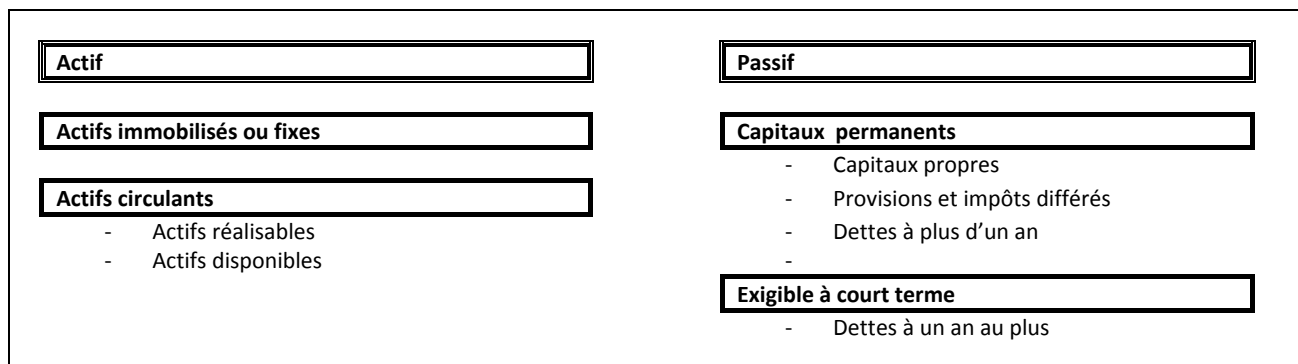 Actif
Actifs immobilisés ou fixes
Actifs circulants
- Actifs réalisables
- Actifs disponibles
Passif
Capitaux permanents
- Capitaux propres
- Provisions et impôts différés
- Dettes à plus d’un an
-
Exigible à court terme
- Dettes à un an au plus